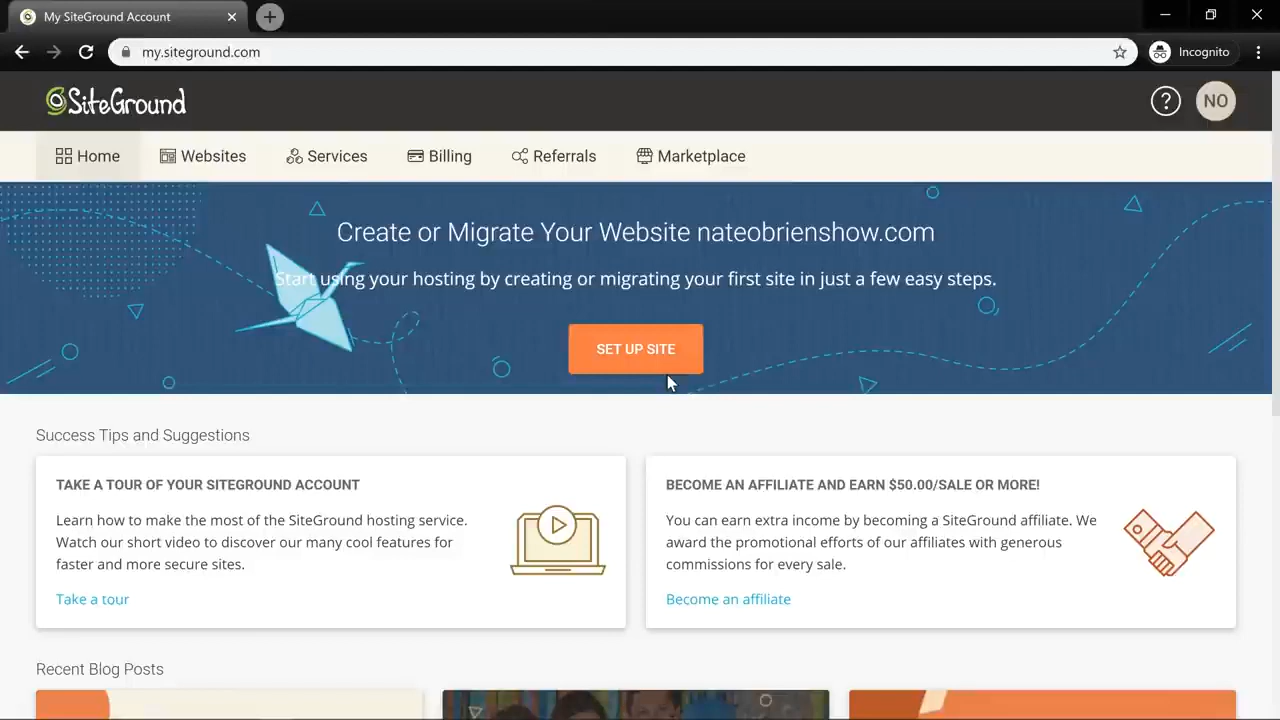 My SiteGround Account
my.siteground.com
Incognito
SiteGround
?
NO
Home
Websites
Services
Billing
Referrals
Marketplace
Create or Migrate Your Website nateobrienshow.com
Start using your hosting by creating or migrating your first site in just a few easy steps.
SET UP SITE
Success Tips and Suggestions
TAKE A TOUR OF YOUR SITEGROUND ACCOUNT
Learn how to make the most of the SiteGround hosting service.
Watch our short video to discover our many cool features for
faster and more secure sites.
Take a tour
BECOME AN AFFILIATE AND EARN $50.00/SALE OR MORE!
You can earn extra income by becoming a SiteGround affiliate. We
award the promotional efforts of our affiliates with generous
commissions for every sale.
Become an affiliate
Recent Blog Posts